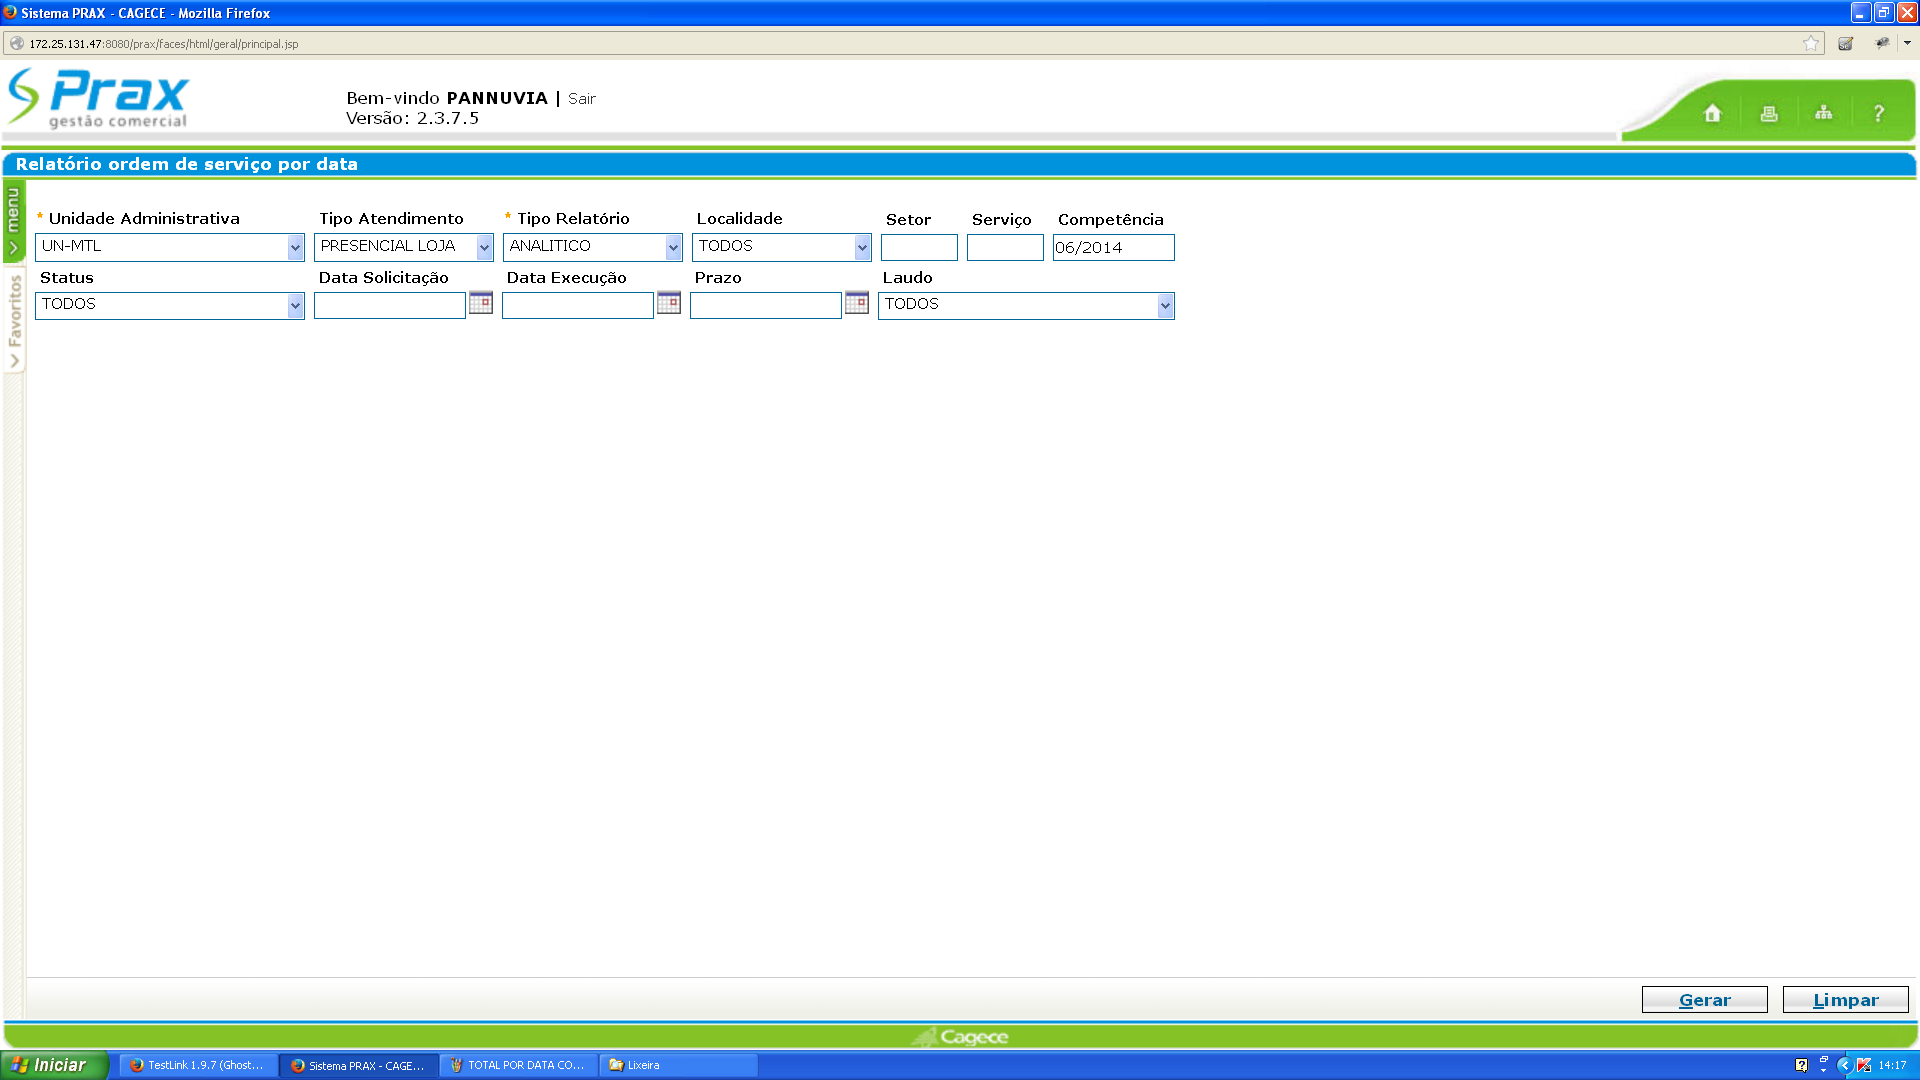 Sistema PRAX - CAGECE - Mozilla Firefox
172.25.131.47:8080/prax/faces/html/geral/principal.jsp
Prax
gestão comercial
Bem-vindo PANNUVIA | Sair
Versão: 2.3.7.5
?
Relatório ordem de serviço por data
menu
Favoritos
* Unidade Administrativa Tipo Atendimento * Tipo Relatório Localidade Setor Serviço Competência
UN-MTL PRESENCIAL LOJA ANALITICO TODOS 06/2014
Status Data Solicitação Data Execução Prazo Laudo
TODOS TODOS
Gerar Limpar
Cagece
Iniciar TestLink 1.9.7 (Ghost... Sistema PRAX - CAGE... TOTAL POR DATA CO... Lixeira 14:17